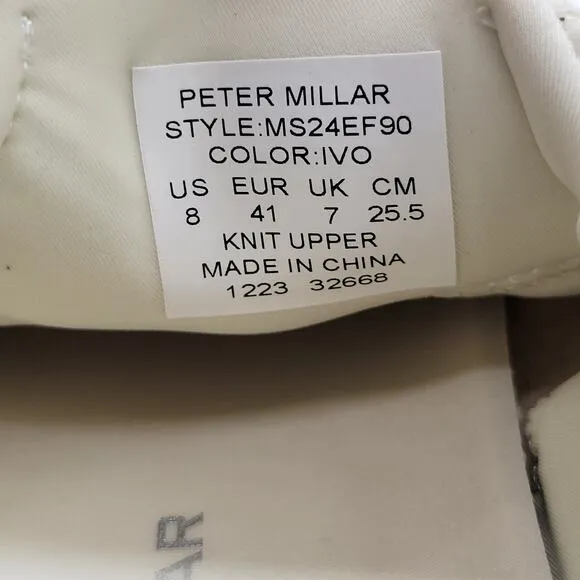 PETER MILLAR
STYLE:MS24EF90
COLOR:IVO
US EUR UK CM
8 41 7 25.5
KNIT UPPER
MADE IN CHINA
1223 32668
AR